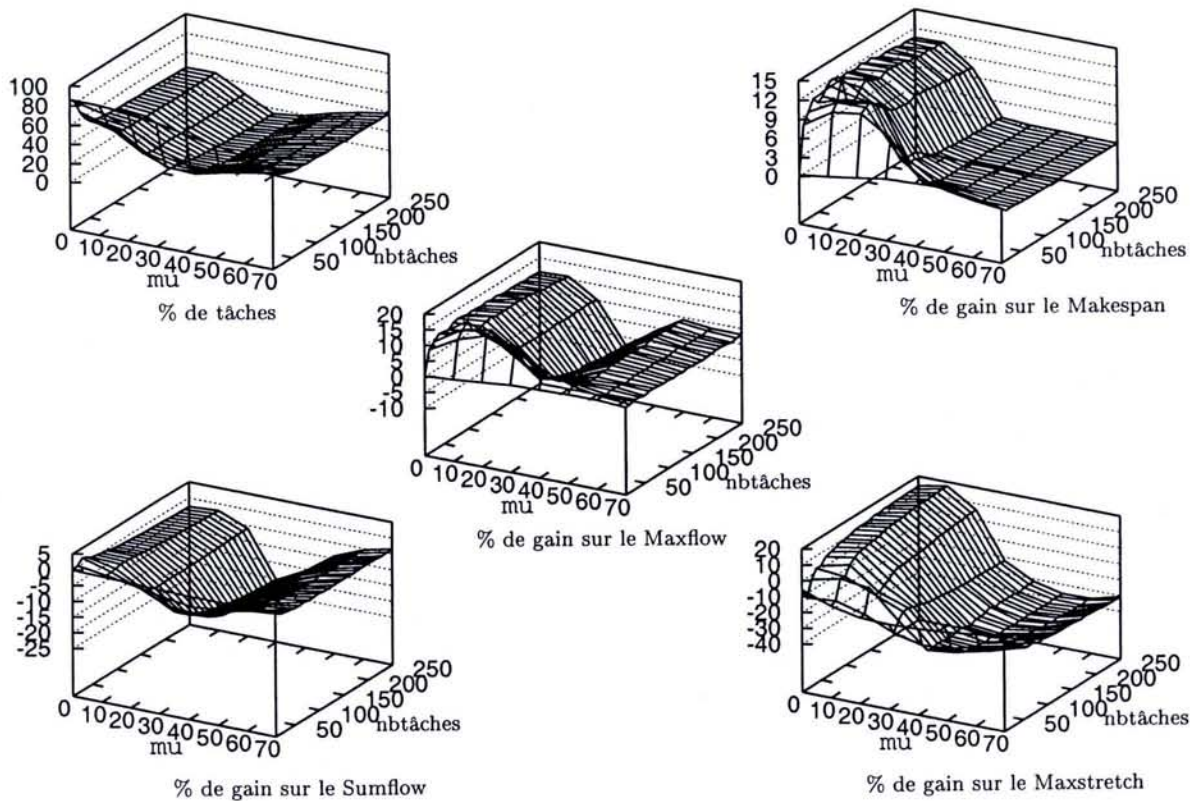 100
80
60
40
20
0
0 10 20 30 40 50 60 70
mu
50 100 150 200 250
nbtâches
% de tâches
15
12
9
6
3
0
0 10 20 30 40 50 60 70
mu
50 100 150 200 250
nbtâches
% de gain sur le Makespan
20
15
10
5
0
-5
-10
0 10 20 30 40 50 60 70
mu
50 100 150 200 250
nbtâches
% de gain sur le Maxflow
5
0
-5
-10
-15
-20
-25
0 10 20 30 40 50 60 70
mu
50 100 150 200 250
nbtâches
% de gain sur le Sumflow
20
10
0
-10
-20
-30
-40
0 10 20 30 40 50 60 70
mu
50 100 150 200 250
nbtâches
% de gain sur le Maxstretch